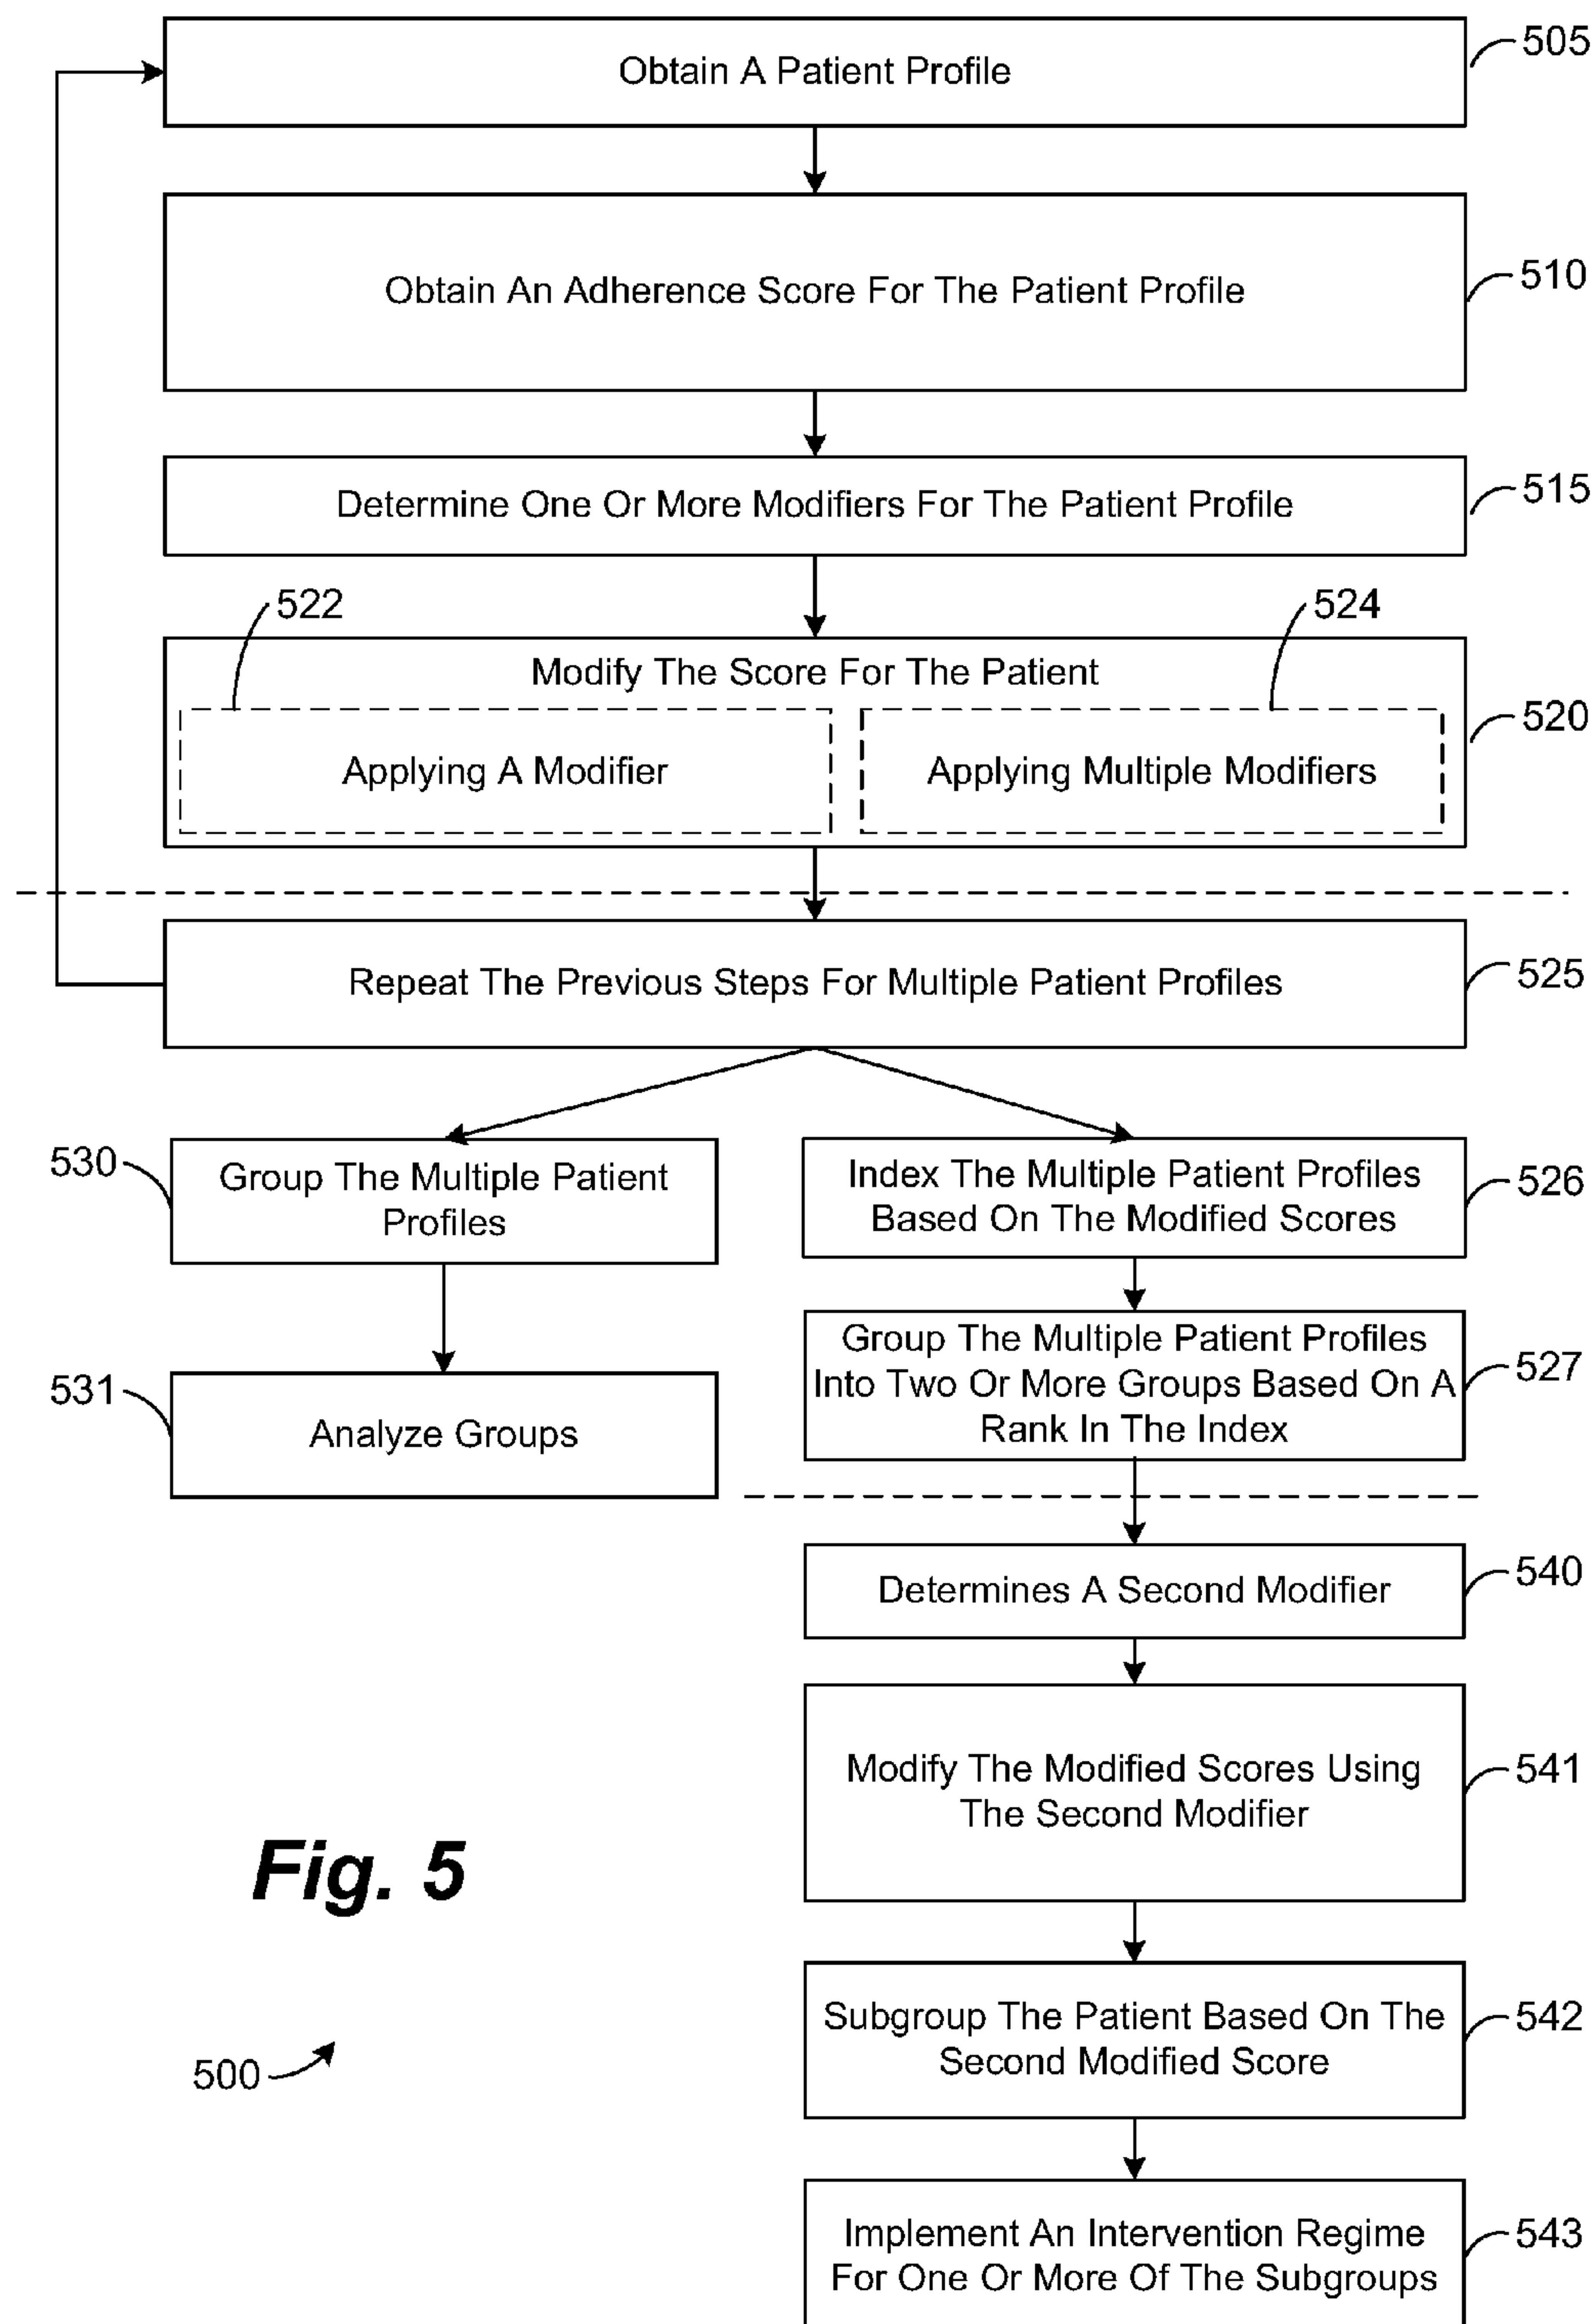 Obtain A Patient Profile
505
Obtain An Adherence Score For The Patient Profile
510
Determine One Or More Modifiers For The Patient Profile
515
522
524
Modify The Score For The Patient
520
Applying A Modifier
Applying Multiple Modifiers
Repeat The Previous Steps For Multiple Patient Profiles
525
530
Group The Multiple Patient
Profiles
Index The Multiple Patient Profiles
Based On The Modified Scores
526
531
Analyze Groups
Group The Multiple Patient Profiles
Into Two Or More Groups Based On A
Rank In The Index
527
Determines A Second Modifier
540
Modify The Modified Scores Using
The Second Modifier
541
Fig. 5
Subgroup The Patient Based On The
Second Modified Score
542
500
Implement An Intervention Regime
For One Or More Of The Subgroups
543